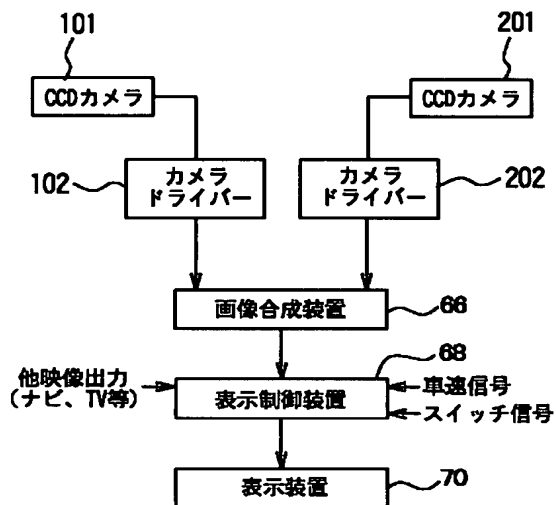 101
201
CCDカメラ
CCDカメラ
102
カメラ
ドライバー
カメラ
ドライバー
202
画像合成装置
66
68
他映像出力
(ナビ、TV等)
表示制御装置
車速信号
スイッチ信号
表示装置
70